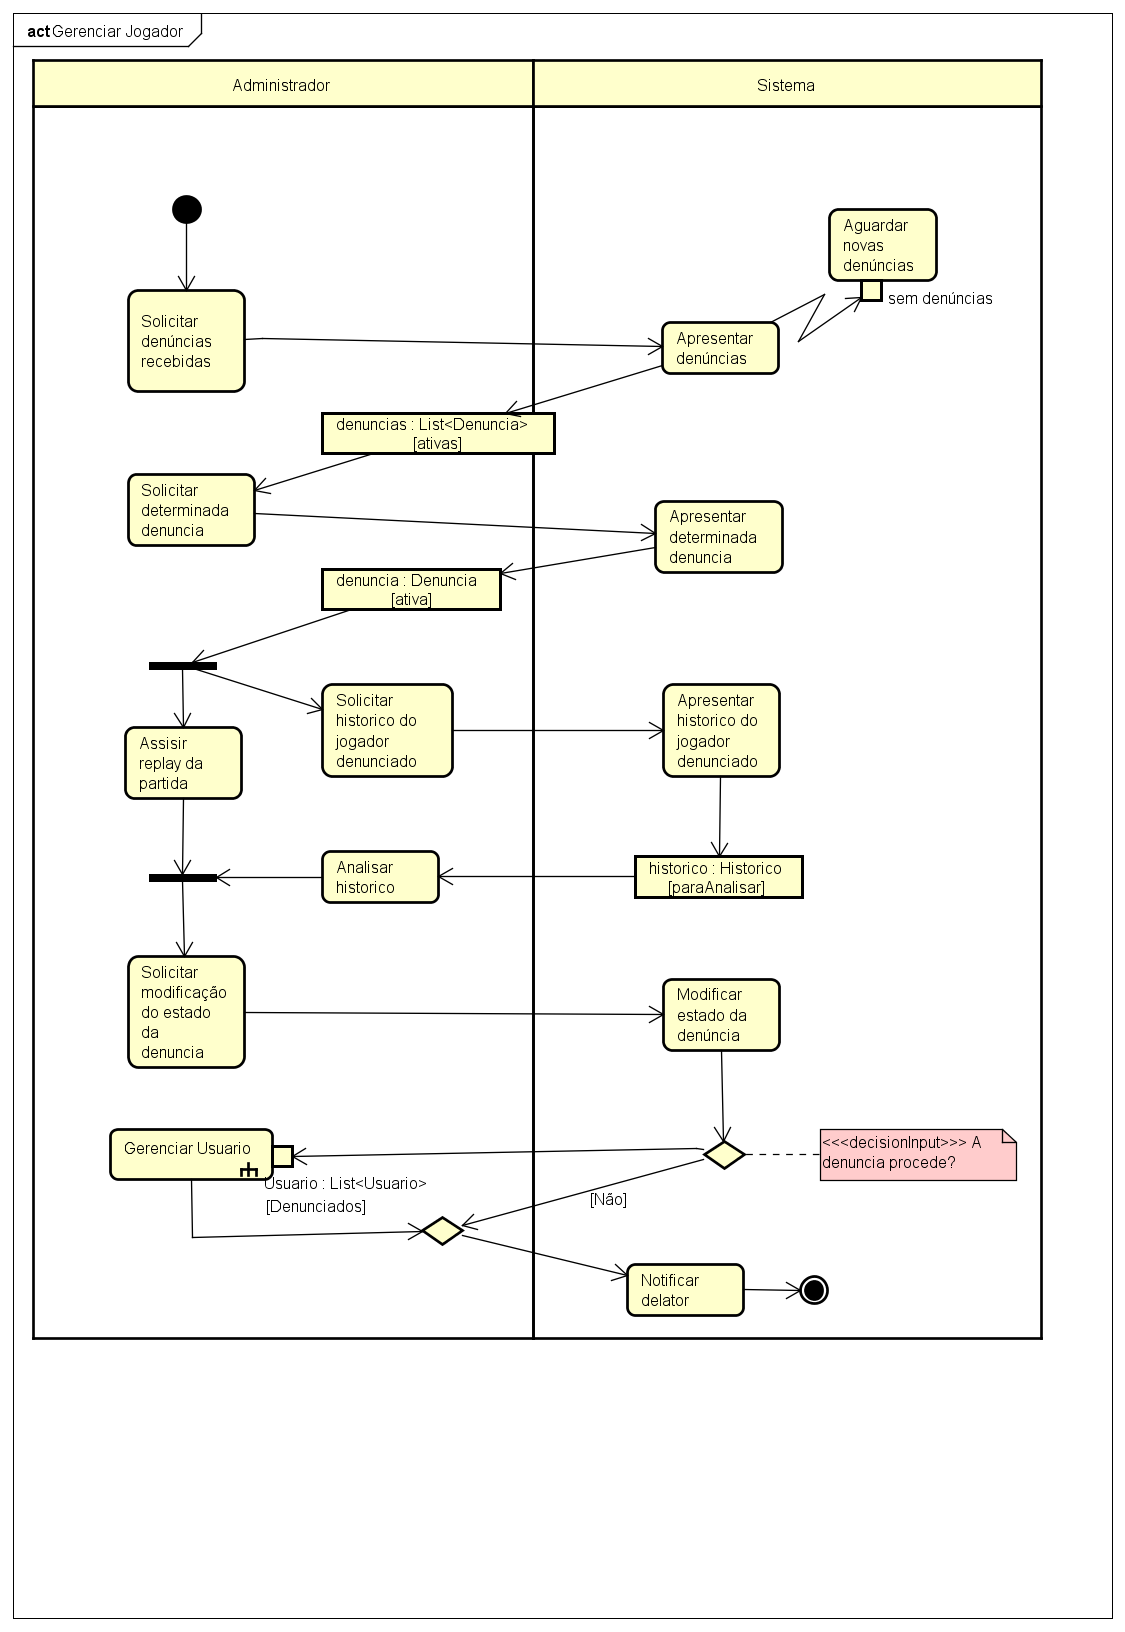 act Gerenciar Jogador
Administrador
Sistema
Aguardar
novas
denúncias
sem denúncias
Solicitar
denúncias
recebidas
Apresentar
denúncias
denuncias : List<Denuncia>
[ativas]
Solicitar
determinada
denuncia
Apresentar
determinada
denuncia
denuncia : Denuncia
[ativa]
Solicitar
historico do
jogador
denunciado
Apresentar
historico do
jogador
denunciado
Assisir
replay da
partida
Analisar
historico
historico : Historico
[paraAnalisar]
Solicitar
modificação
do estado
da
denuncia
Modificar
estado da
denúncia
Gerenciar Usuario
<<<decisionInput>>> A
denuncia procede?
Usuario : List<Usuario>
[Denunciados]
[Não]
Notificar
delator